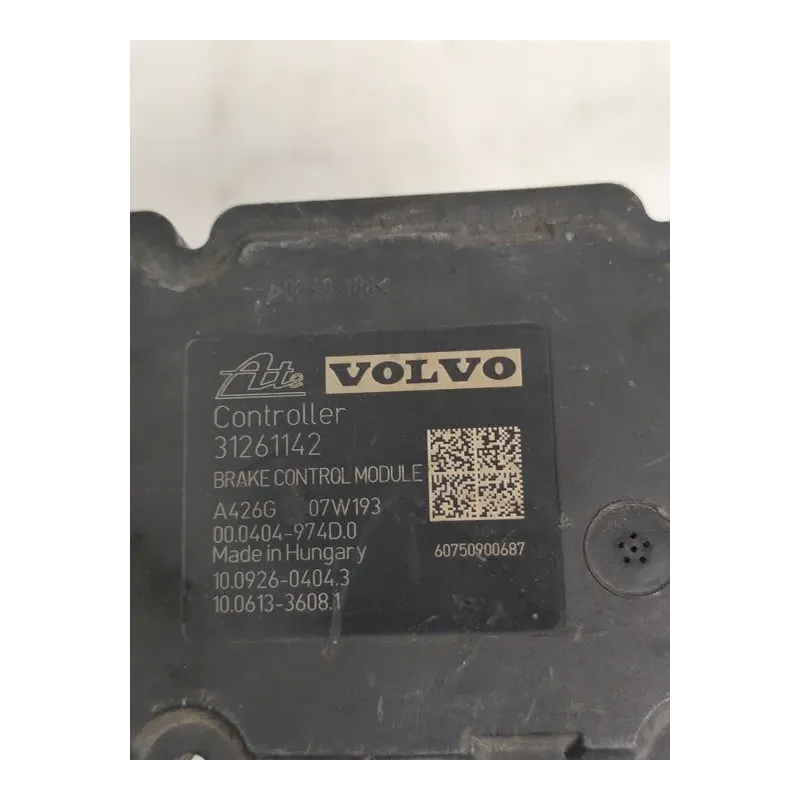 Ate VOLVO
Controller
31261142
BRAKE CONTROL MODULE
A426G 07W193
00.0404-974D.0
Made in Hungary
60750900687
10.0926-0404.3
10.0613-3608.1